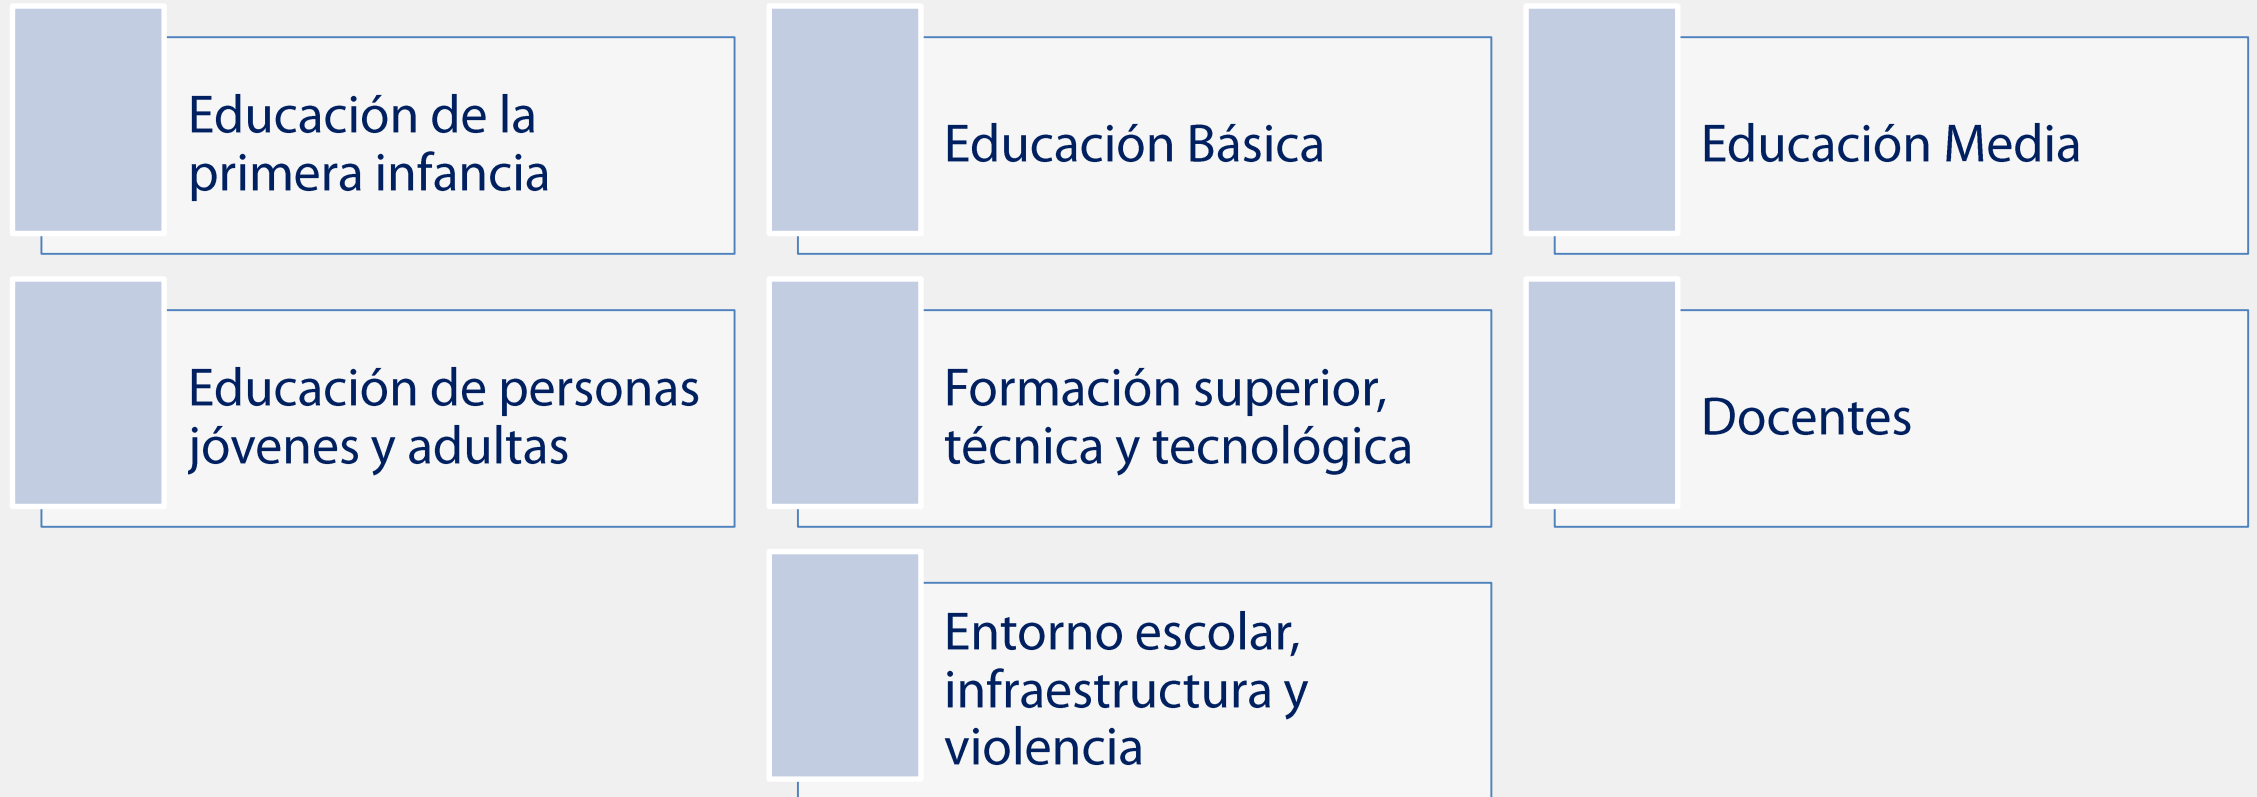 Educación de la
primera infancia
Educación Básica
Educación Media
Educación de personas
jóvenes y adultas
Formación superior,
técnica y tecnológica
Docentes
Entorno escolar,
infraestructura y
violencia